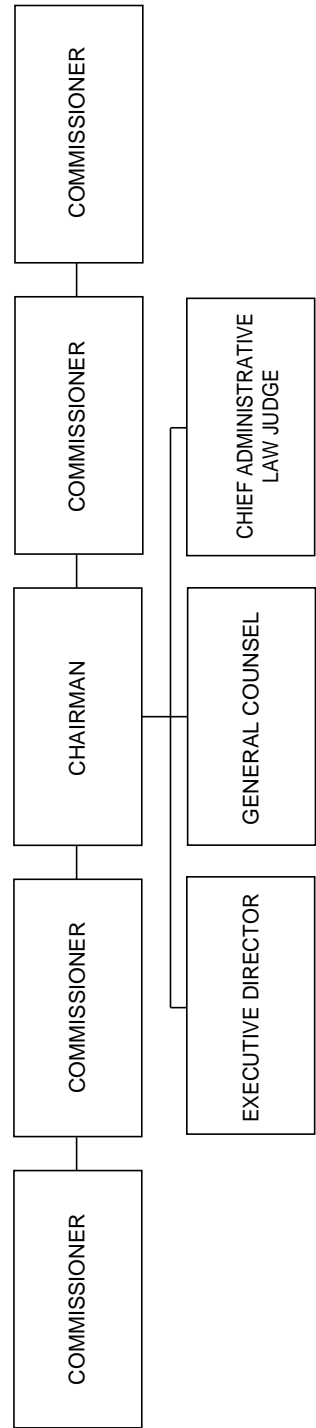 COMMISSIONER
COMMISSIONER
CHAIRMAN
COMMISSIONER
COMMISSIONER
EXECUTIVE DIRECTOR
GENERAL COUNSEL
CHIEF ADMINISTRATIVE
LAW JUDGE